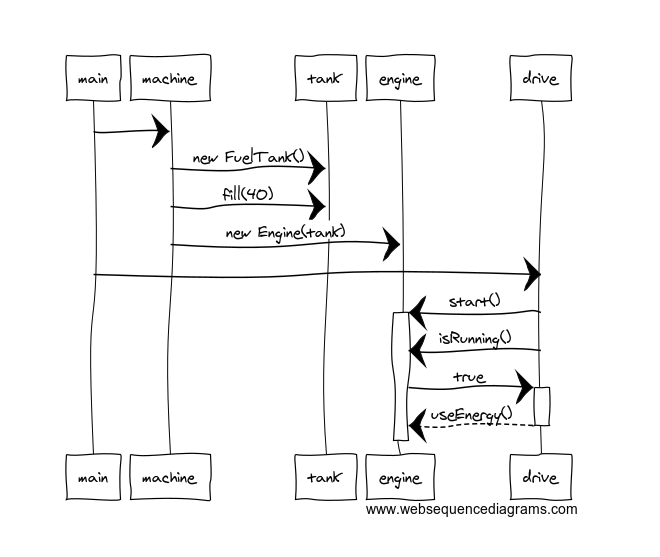 main machine tank engine drive
new FuelTank()
fill(40)
new Engine(tank)
start()
isRunning()
true
useEnergy()
main machine tank engine drive
www.websequencediagrams.com